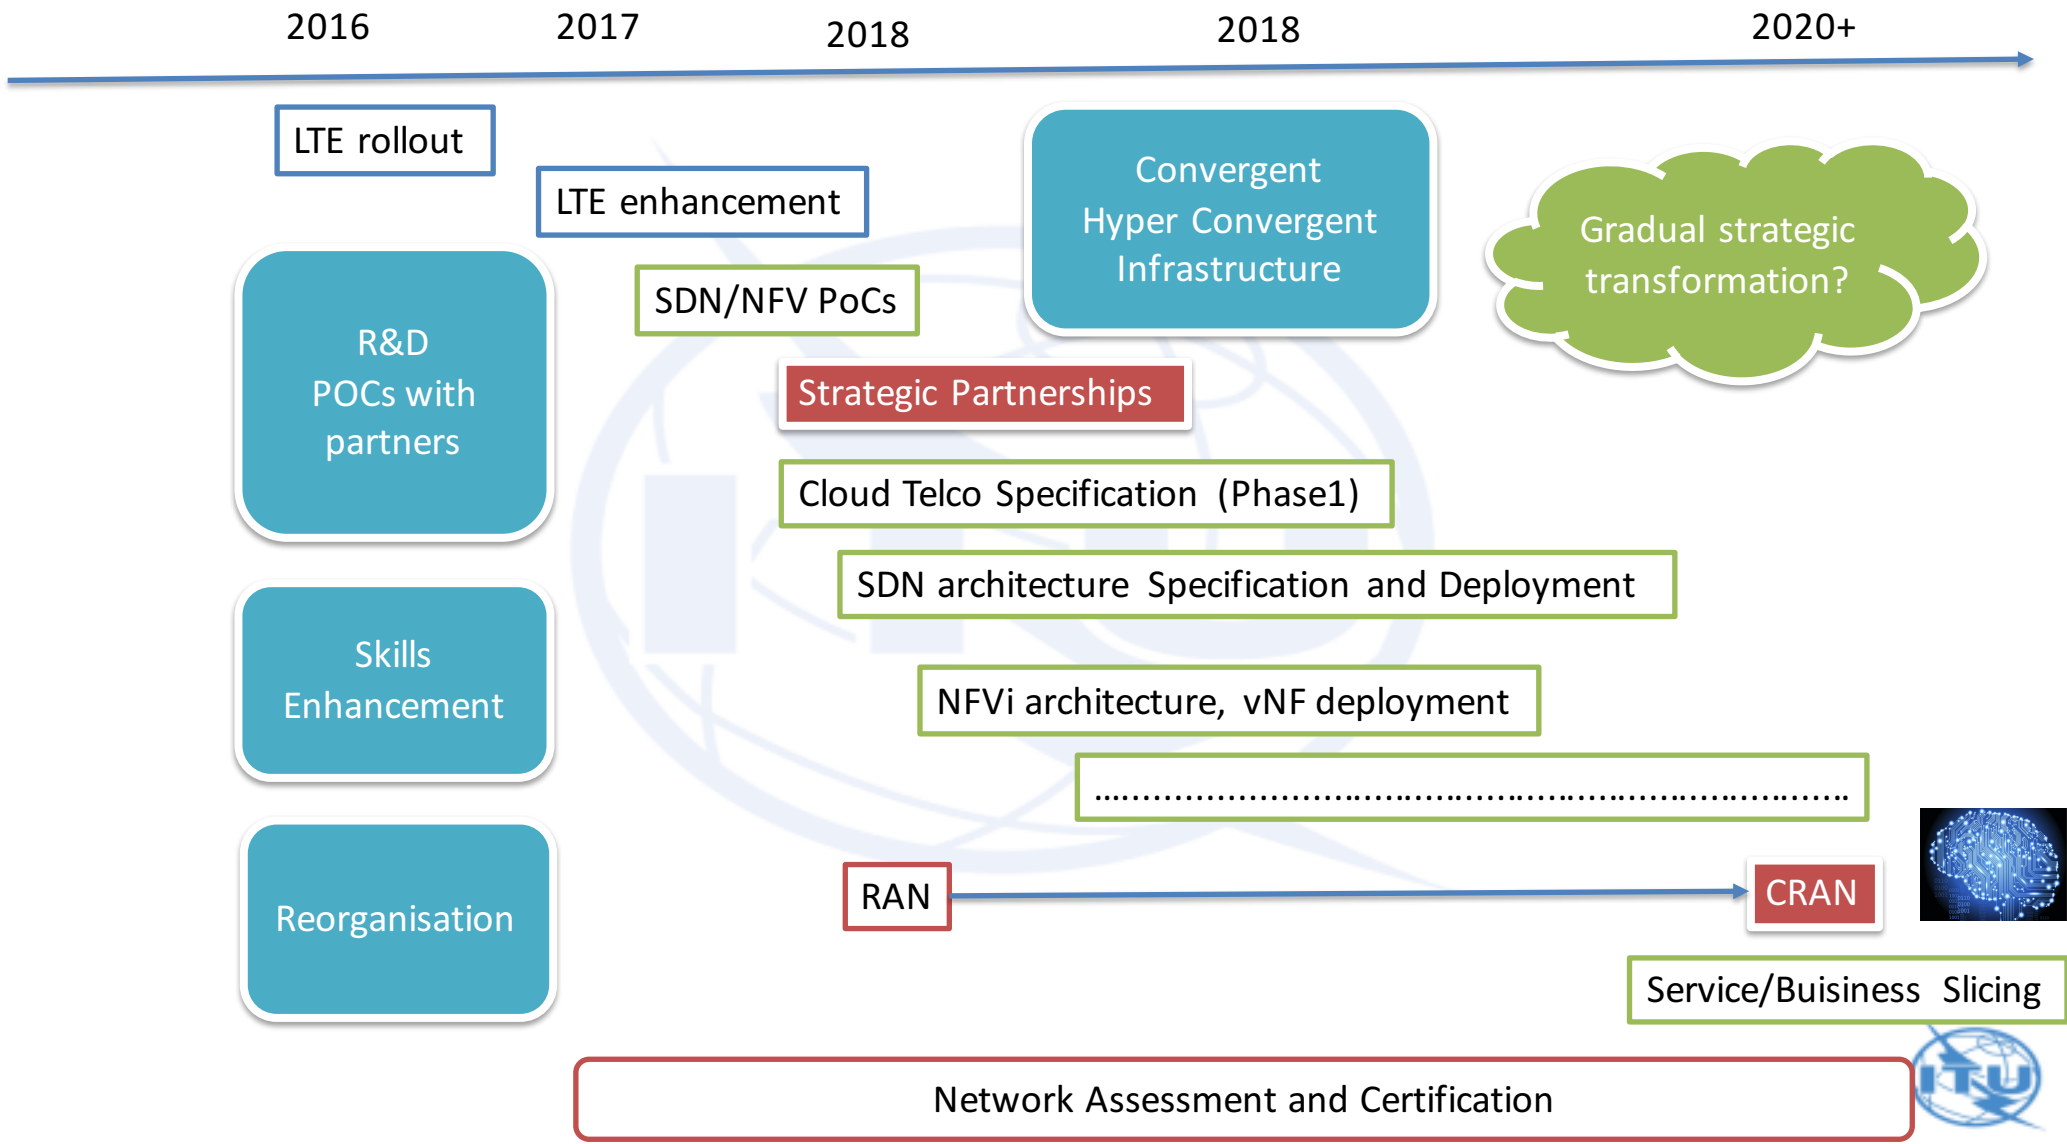 2016
2017
2018
2018
2020+
LTE rollout
LTE enhancement
Convergent
Hyper Convergent
Infrastructure
Gradual strategic
transformation?
SDN/NFV PoCs
R&D
POCs with
partners
Strategic Partnerships
Cloud Telco Specification (Phase1)
SDN architecture Specification and Deployment
Skills
Enhancement
NFVi architecture, vNF deployment
................................................................
Reorganisation
RAN
CRAN
Service/Buisiness Slicing
Network Assessment and Certification
ITU
ITU